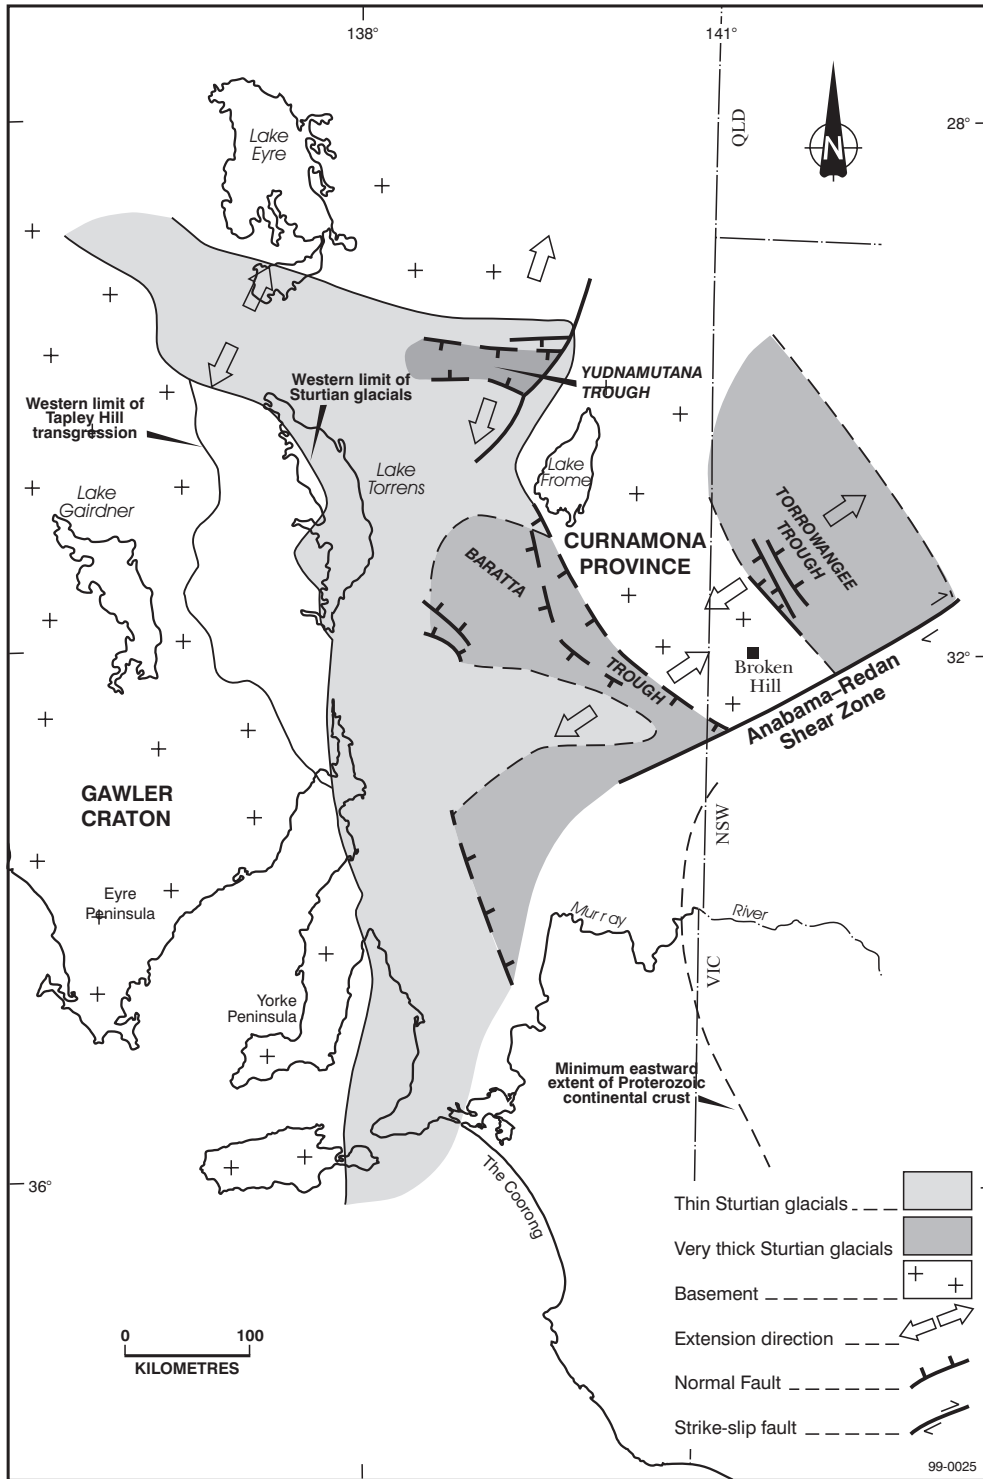 138°
141°
28°
QLD
N
Lake
Eyre
YUDNAMUTANA
TROUGH
Western limit of
Sturtian glacials
Western limit of
Tapley Hill
transgression
Lake
Torrens
Lake
Frome
Lake
Gairdner
CURNAMONA
PROVINCE
TORROWANGEE
TROUGH
BARATTA
TROUGH
Broken
Hill
32°
Anabama–Redan
Shear Zone
GAWLER
CRATON
NSW
Eyre
Peninsula
Murray
River
VIC
Yorke
Peninsula
Minimum eastward
extent of Proterozoic
continental crust
36°
The Coorong
Thin Sturtian glacials
Very thick Sturtian glacials
Basement
Extension direction
Normal Fault
Strike-slip fault
0 100
KILOMETRES
99-0025